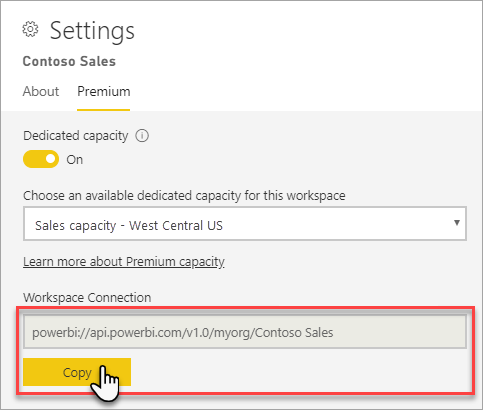 Settings
Contoso Sales
About Premium
Dedicated capacity
On
Choose an available dedicated capacity for this workspace
Sales capacity - West Central US
Learn more about Premium capacity
Workspace Connection
powerbi://api.powerbi.com/v1.0/myorg/Contoso Sales
Copy